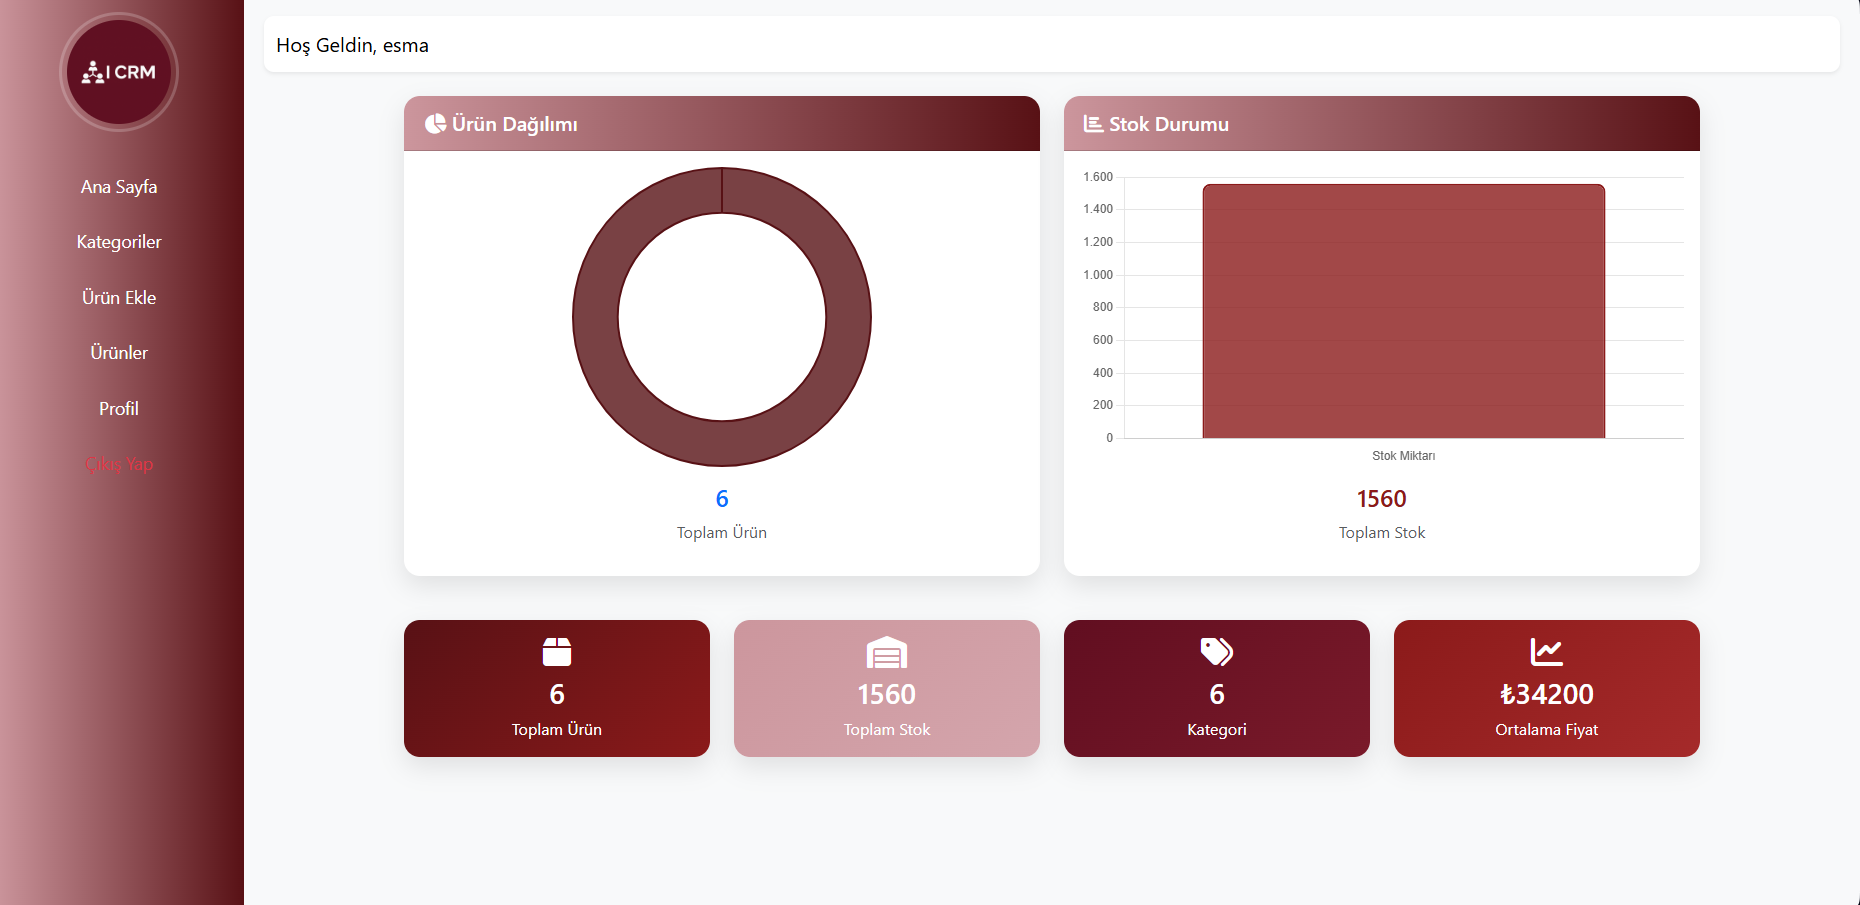 I CRM
Ana Sayfa
Kategoriler
Ürün Ekle
Ürünler
Profil
Çıkış Yap
Hoş Geldin, esma
Ürün Dağılımı
6
Toplam Ürün
Stok Durumu
1.600
1.400
1.200
1.000
800
600
400
200
0
Stok Miktarı
1560
Toplam Stok
6
Toplam Ürün
1560
Toplam Stok
6
Kategori
₺34200
Ortalama Fiyat